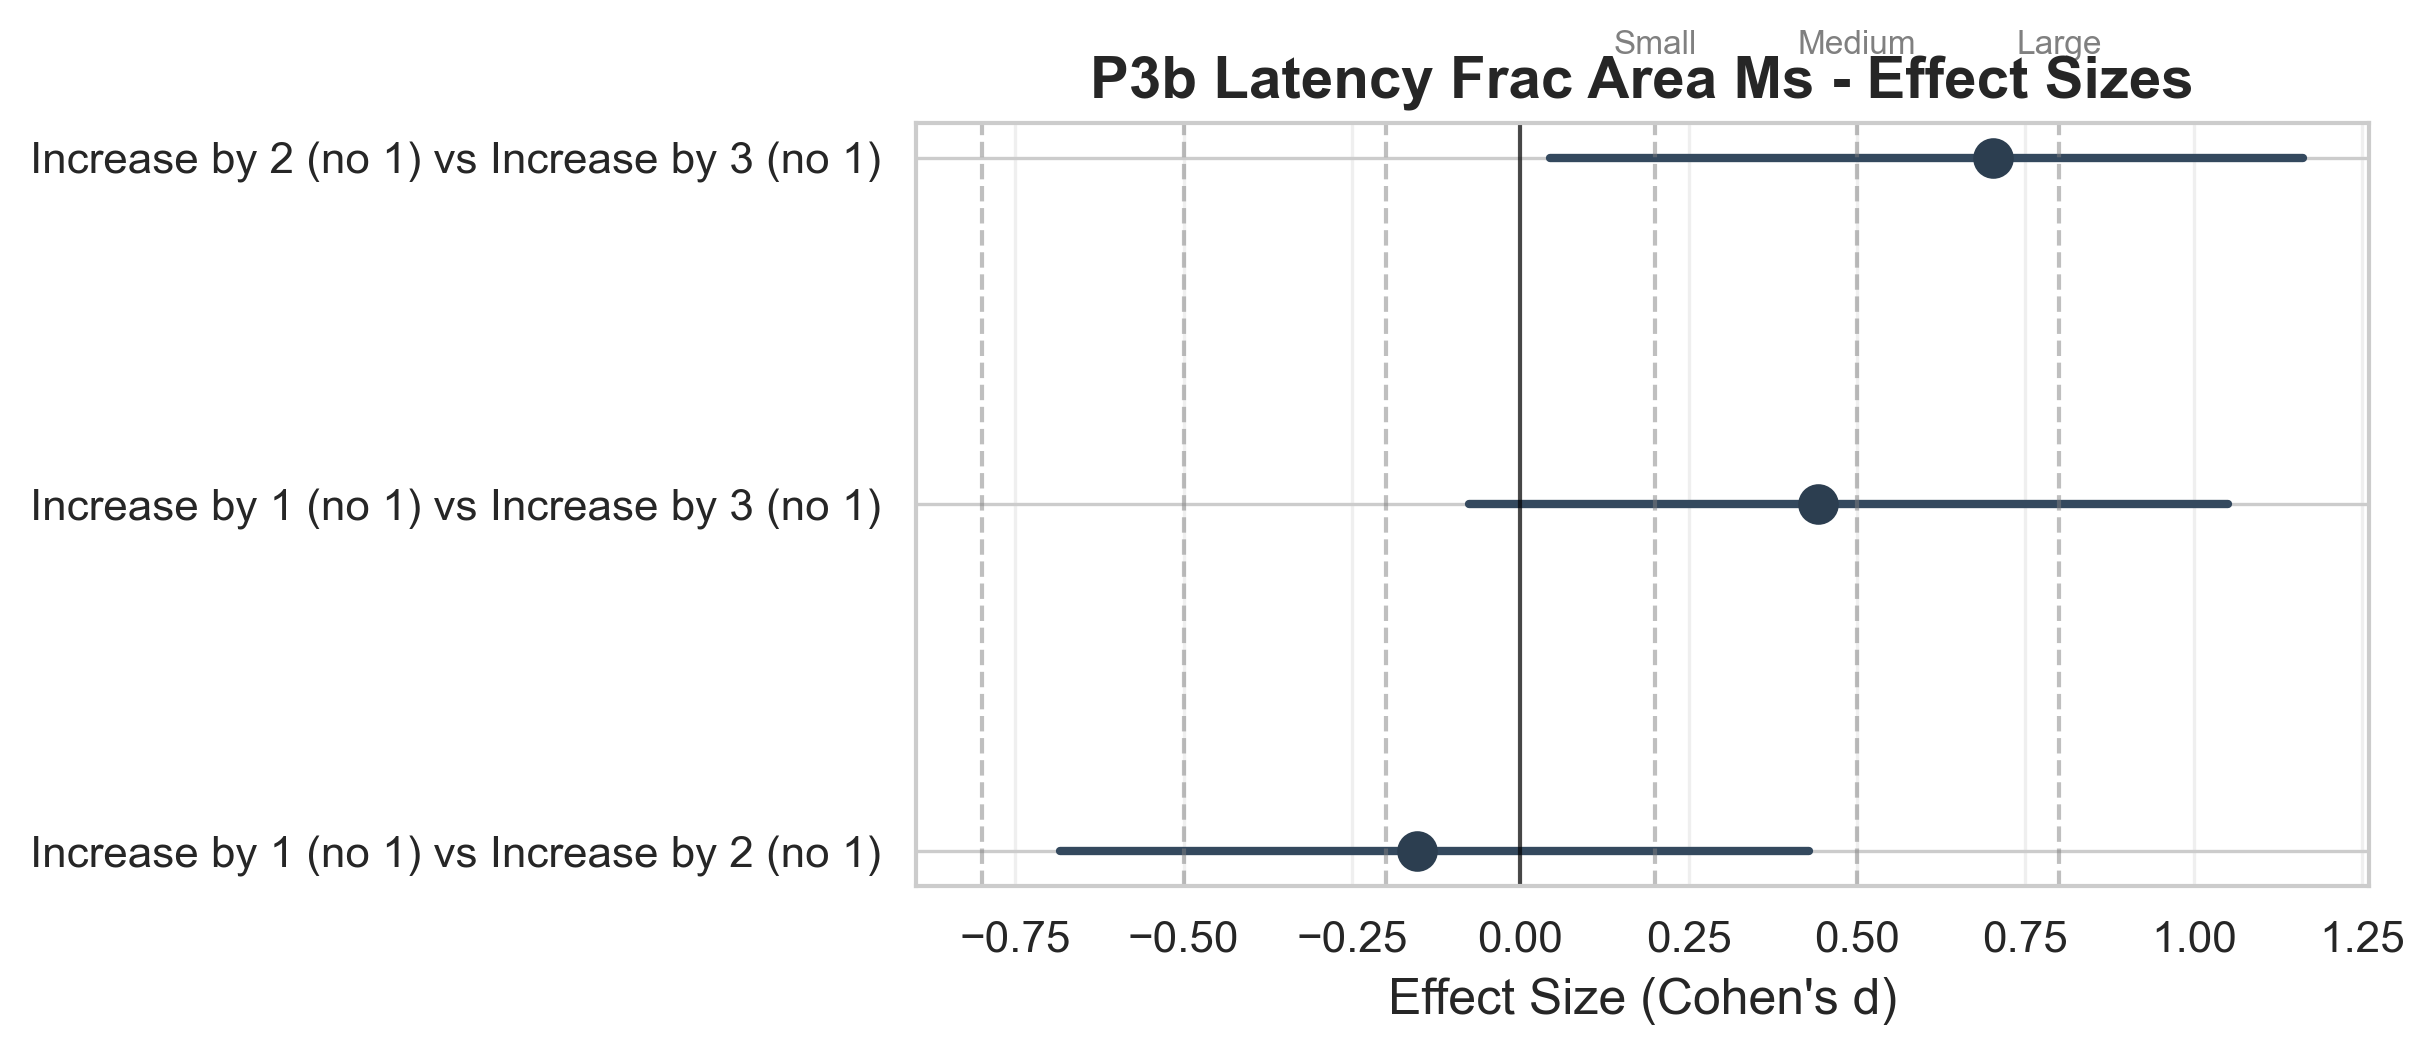 Small Medium Large
P3b Latency Frac Area Ms - Effect Sizes
Increase by 2 (no 1) vs Increase by 3 (no 1)
Increase by 1 (no 1) vs Increase by 3 (no 1)
Increase by 1 (no 1) vs Increase by 2 (no 1)
−0.75 −0.50 −0.25 0.00 0.25 0.50 0.75 1.00 1.25
Effect Size (Cohen's d)